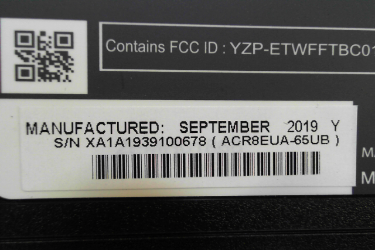 Contains FCC ID : YZP-ETWFFTBC01
MANUFACTURED: SEPTEMBER 2019 Y
S/N XA1A1939100678 ( ACR8EUA-65UB )